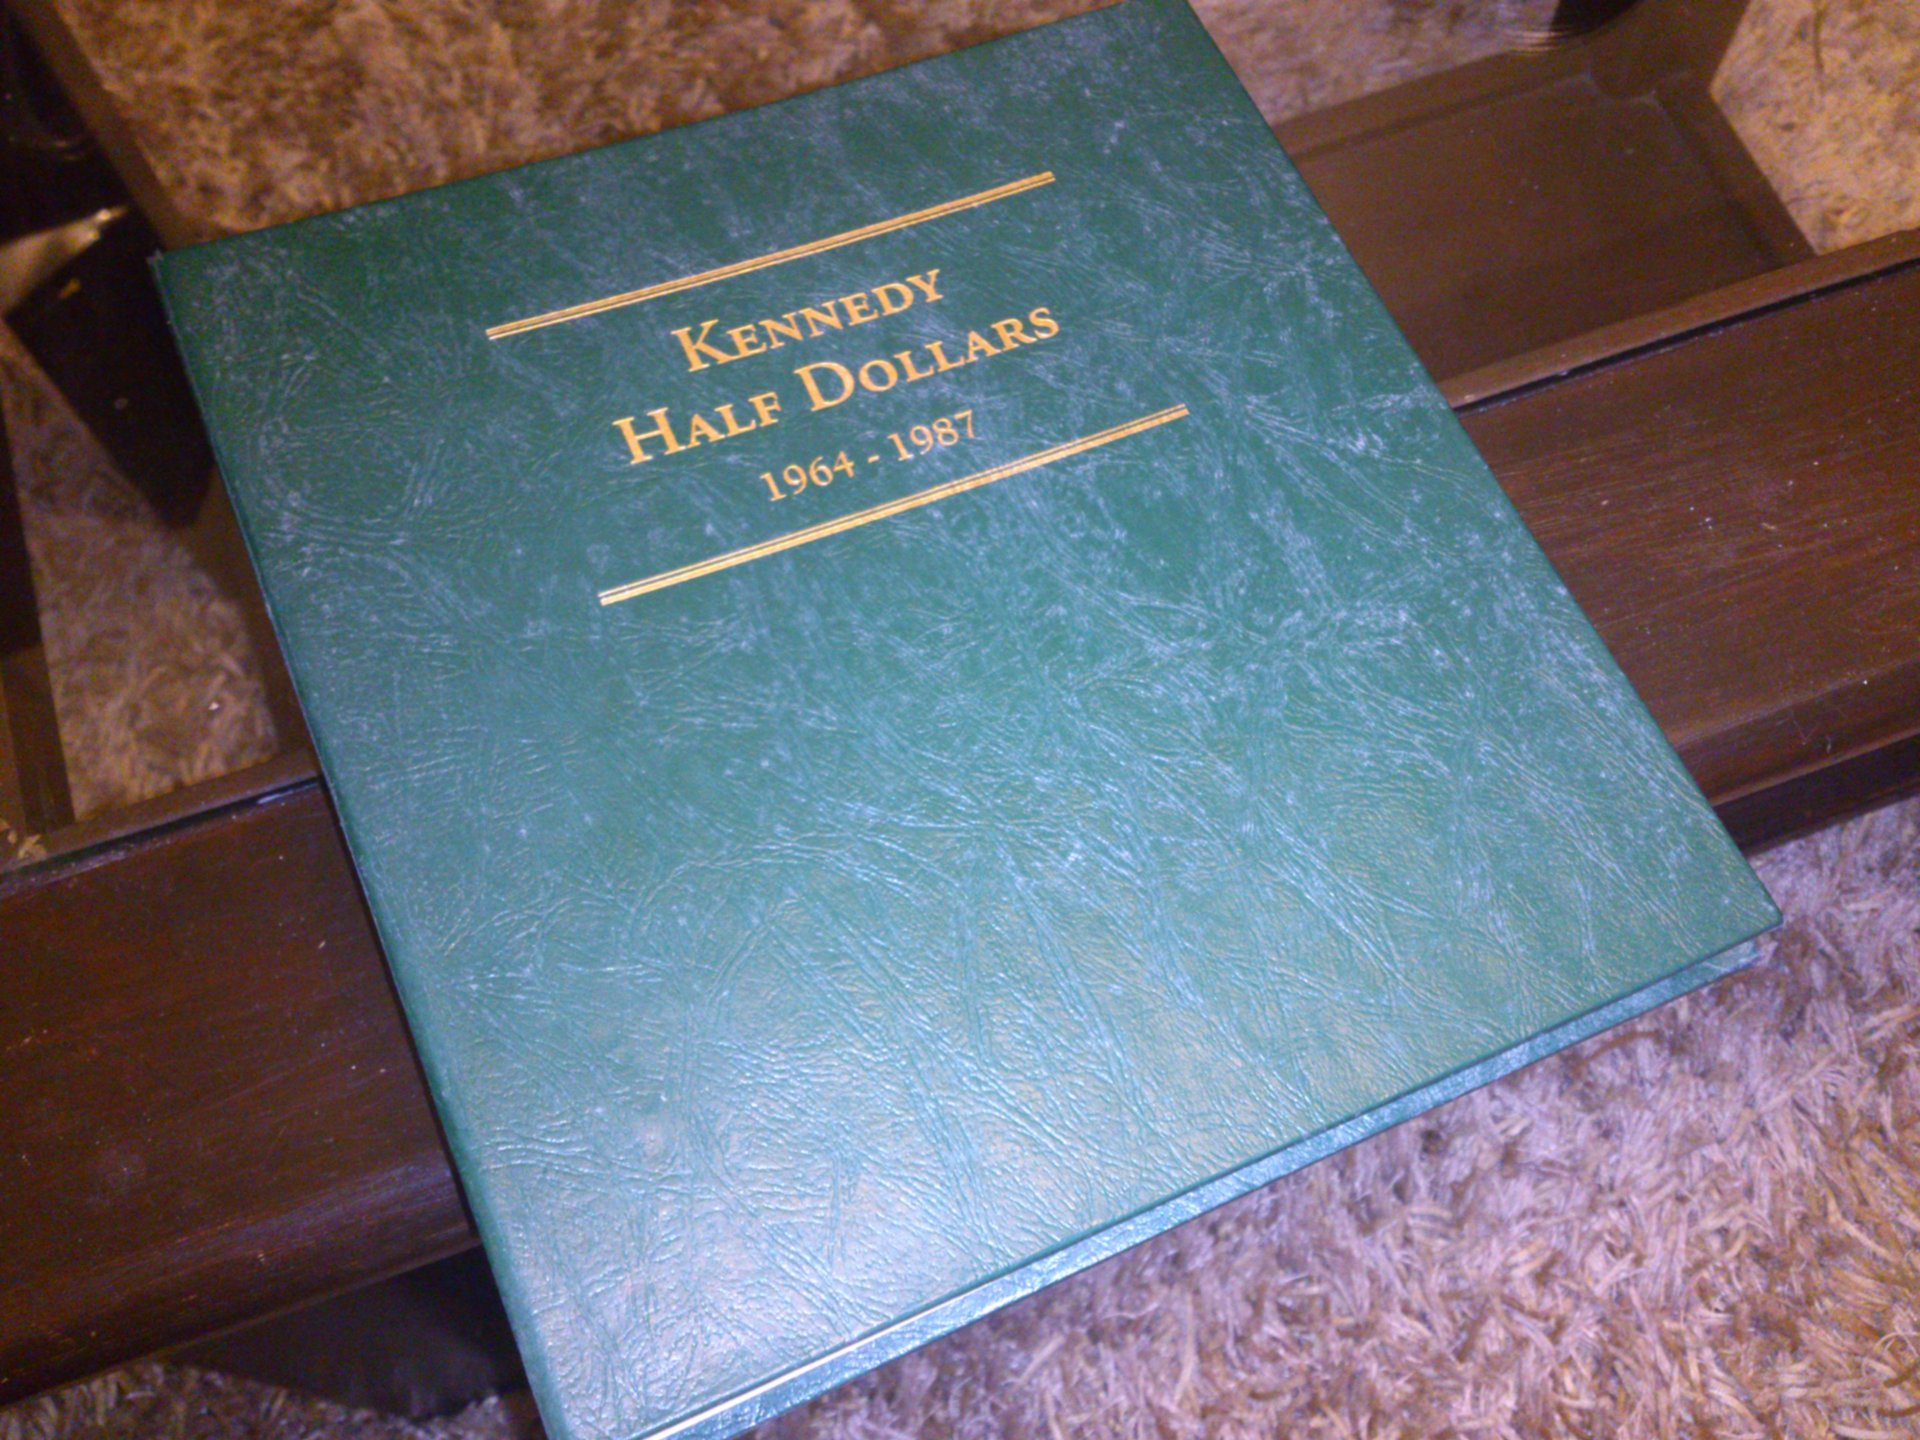 KENNEDY
HALF DOLLARS
1964 - 1987